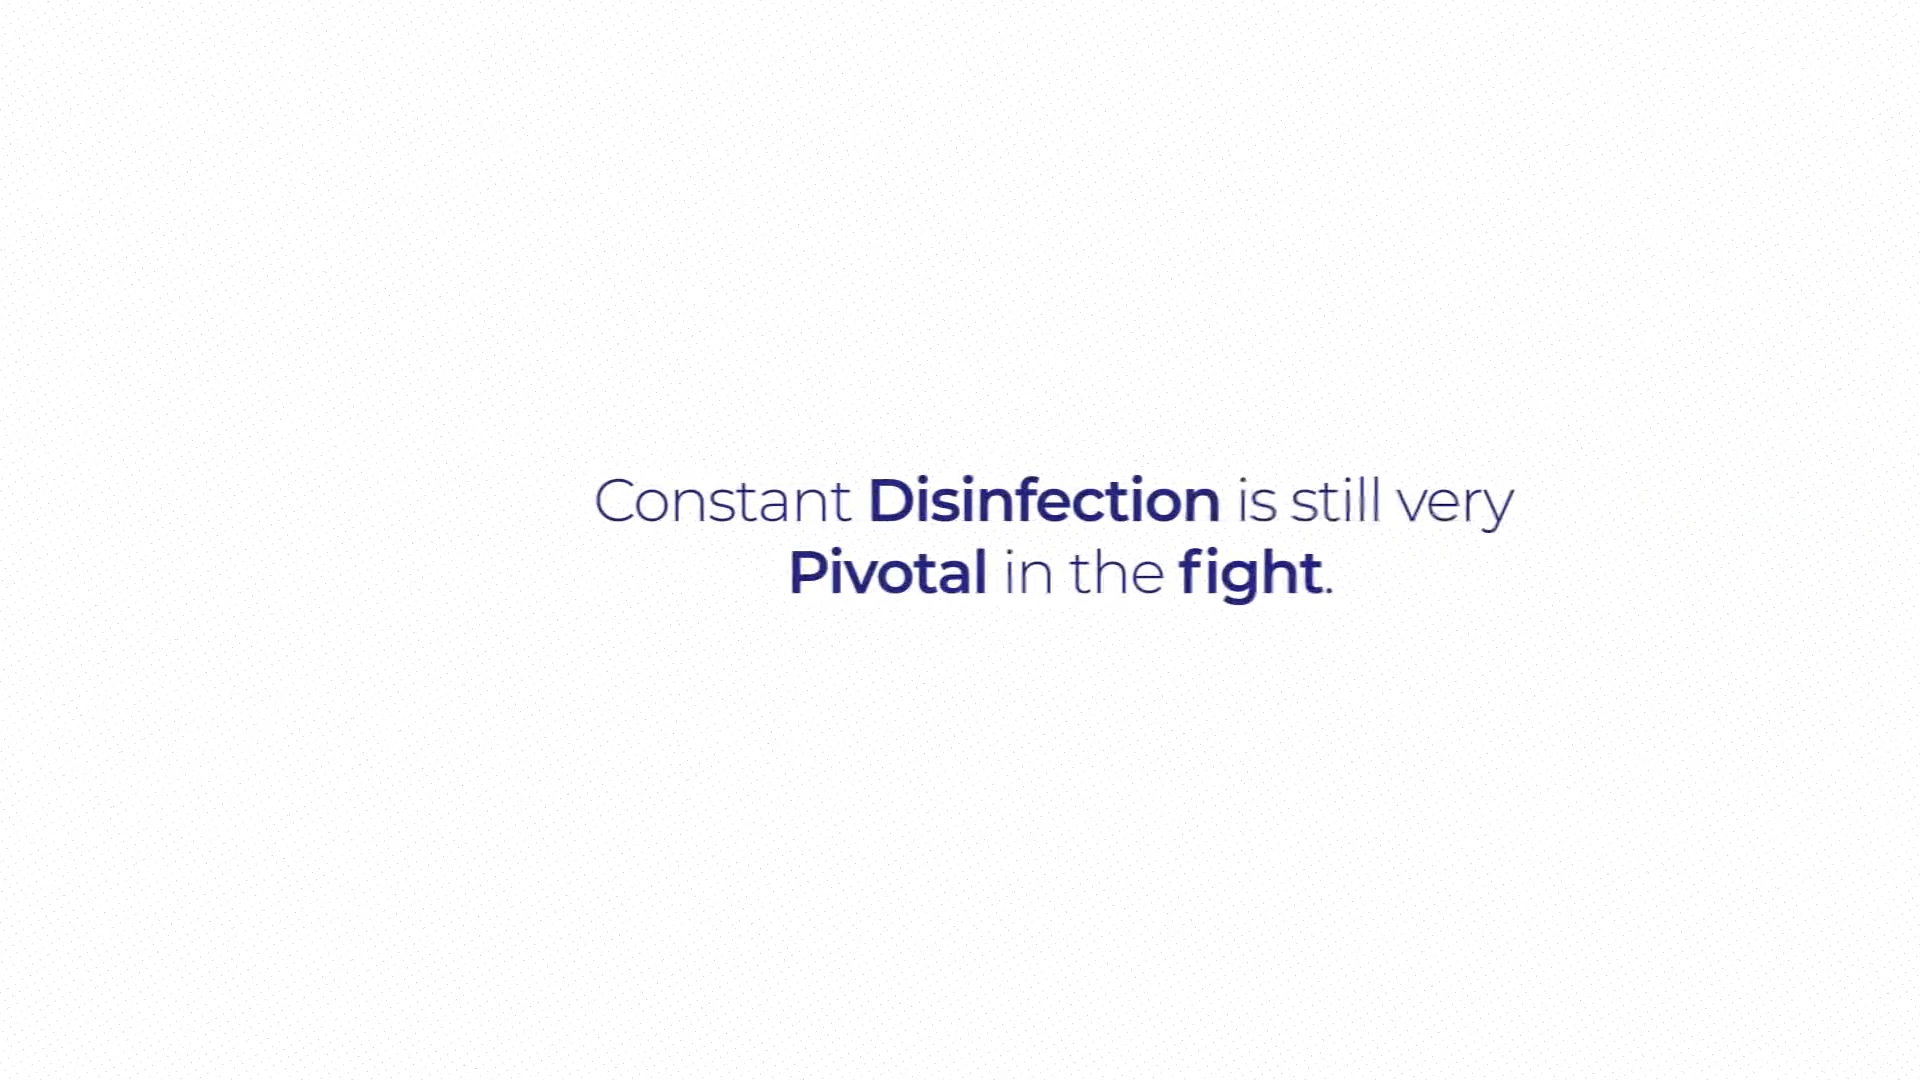 Constant Disinfection is still very
Pivotal in the fight.